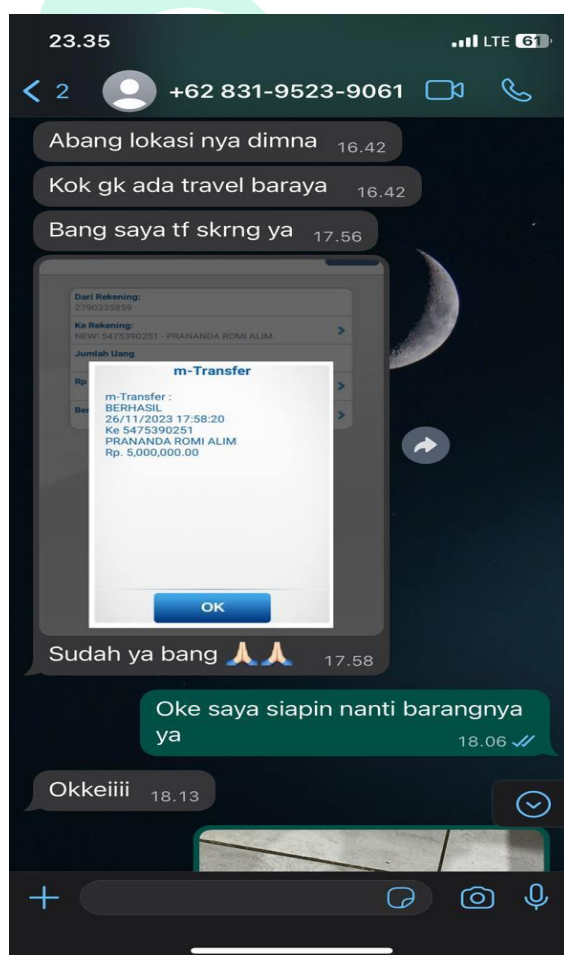 23.35
LTE 61
2
+62 831-9523-9061
Abang lokasi nya dimna 16.42
Kok gk ada travel baraya 16.42
Bang saya tf skrng ya 17.56
Dari Rekening:
2790335859
Ke Rekening:
NEW! 5475390251 - PRANANDA ROMI ALIM
Jumlah Uang
Rp
Ber
m-Transfer
m-Transfer :
BERHASIL
26/11/2023 17:58:20
Ke 5475390251
PRANANDA ROMI ALIM
Rp. 5,000,000.00
OK
Sudah ya bang 🙏🏻🙏🏻 17.58
Oke saya siapin nanti barangnya
ya 18.06
Okkeiiii 18.13